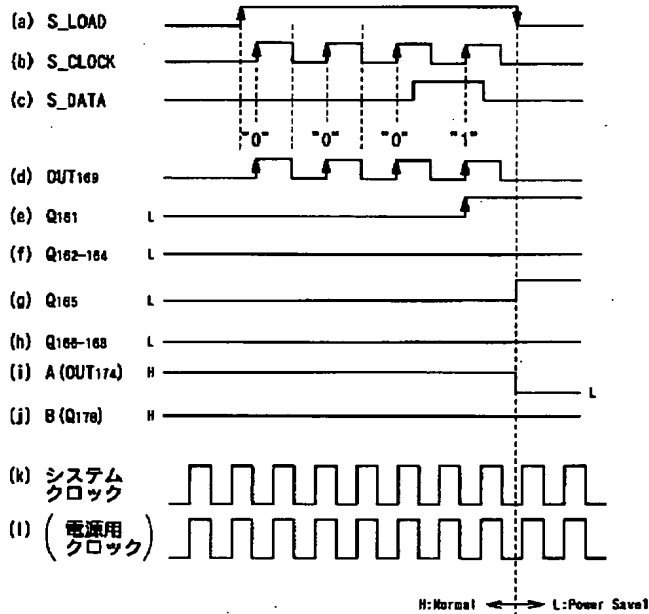 (a) S_LOAD
(b) S_CLOCK
(c) S_DATA
"0" "0" "0" "1"
(d) OUT169
(e) Q161 L
(f) Q162-164 L
(g) Q165 L
(h) Q166-168 L
(i) A(OUT174) H L
(j) B(Q178) H
(k) システム
クロック
(l) (電源用
クロック)
H:Normal L:Power Save1